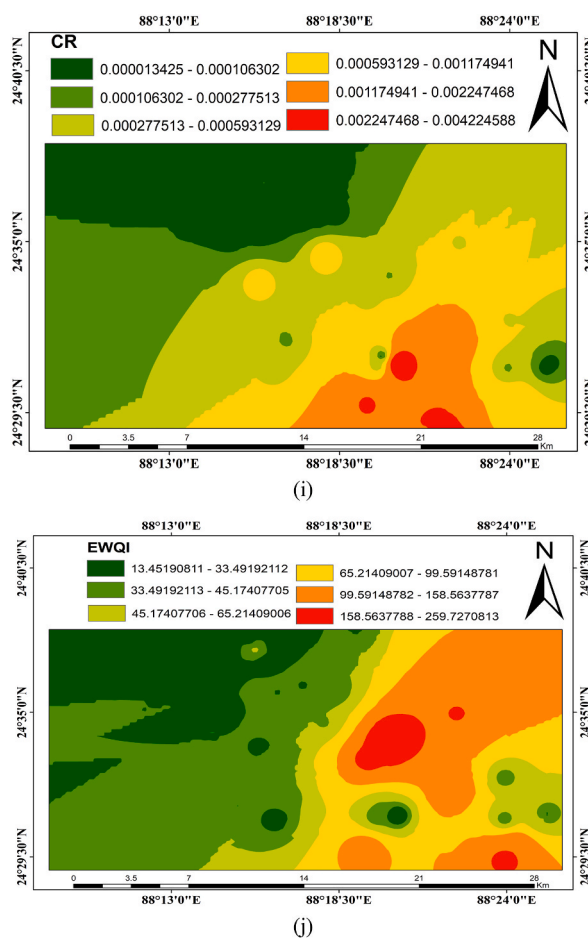 88°13'0"E 88°18'30"E 88°24'0"E
CR
N
0.000013425 - 0.000106302
0.000106302 - 0.000277513
0.000277513 - 0.000593129
0.000593129 - 0.001174941
0.001174941 - 0.002247468
0.002247468 - 0.004224588
24°40'30"N
24°35'0"N
24°29'30"N
0 3.5 7 14 21 28
Km
88°13'0"E 88°18'30"E 88°24'0"E
(i)
88°13'0"E 88°18'30"E 88°24'0"E
EWQI
N
13.45190811 - 33.49192112
33.49192113 - 45.17407705
45.17407706 - 65.21409006
65.21409007 - 99.59148781
99.59148782 - 158.5637787
158.5637788 - 259.7270813
24°40'30"N
24°35'0"N
24°29'30"N
0 3.5 7 14 21 28
Km
88°13'0"E 88°18'30"E 88°24'0"E
(j)